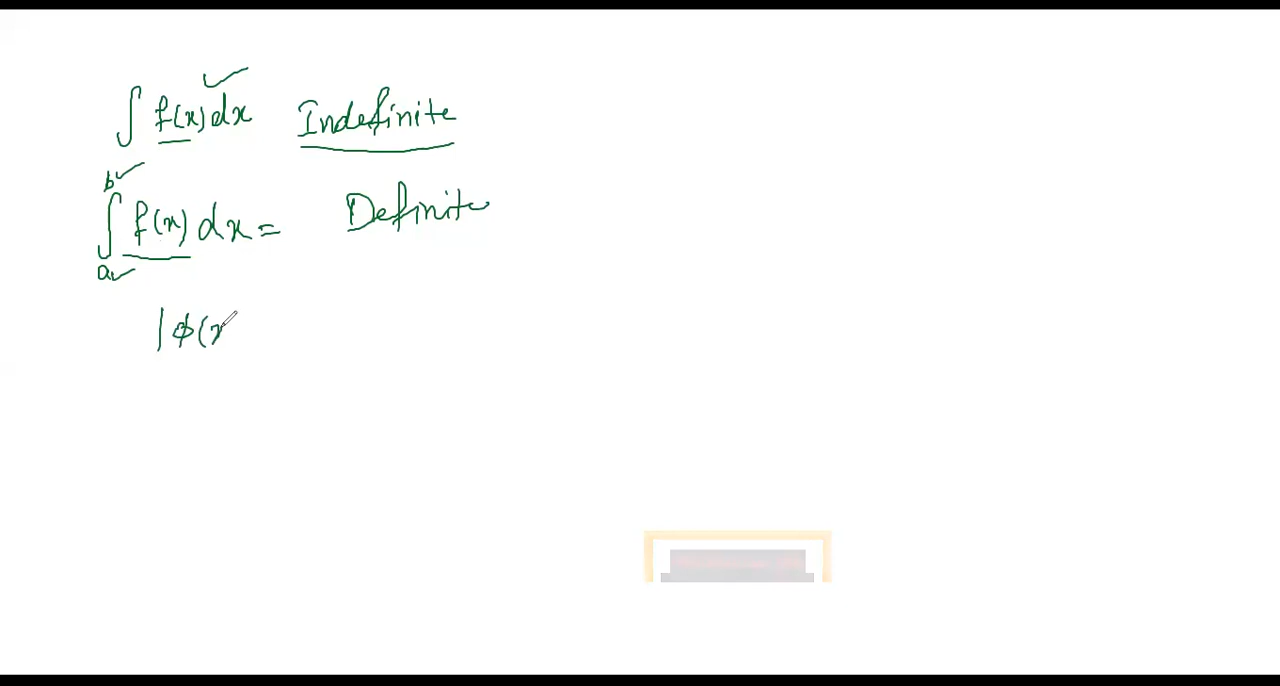 ∫ f(x) dx Indefinite
∫ₐᵇ f(x) dx = Definite
| φ(x